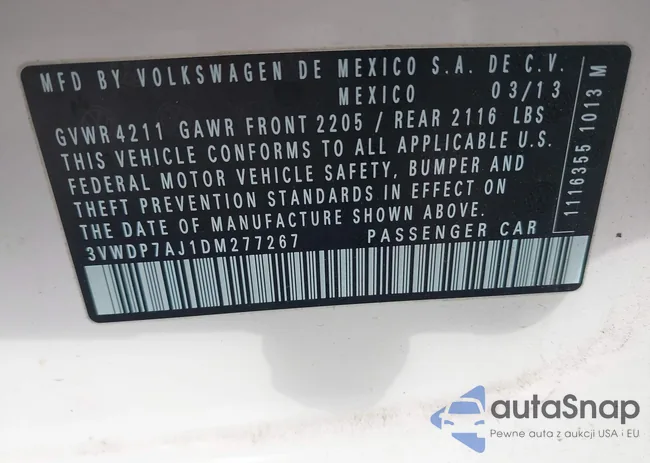 MFD BY VOLKSWAGEN DE MEXICO S.A. DE C.V.
MEXICO 03/13
GVWR 4211 GAWR FRONT 2205 / REAR 2116 LBS
THIS VEHICLE CONFORMS TO ALL APPLICABLE U.S.
FEDERAL MOTOR VEHICLE SAFETY, BUMPER AND
THEFT PREVENTION STANDARDS IN EFFECT ON
THE DATE OF MANUFACTURE SHOWN ABOVE.
3VWDP7AJ1DM277267 PASSENGER CAR
1116355 1013 M
autaSnap
Pewne auta z aukcji USA i EU